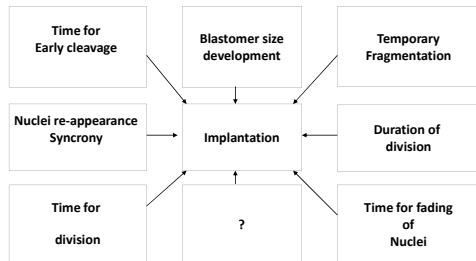 Time for
Early cleavage
Blastomer size
development
Temporary
Fragmentation
Nuclei re-appearance
Syncrony
Implantation
Duration of
division
Time for
division
?
Time for fading
of
Nuclei